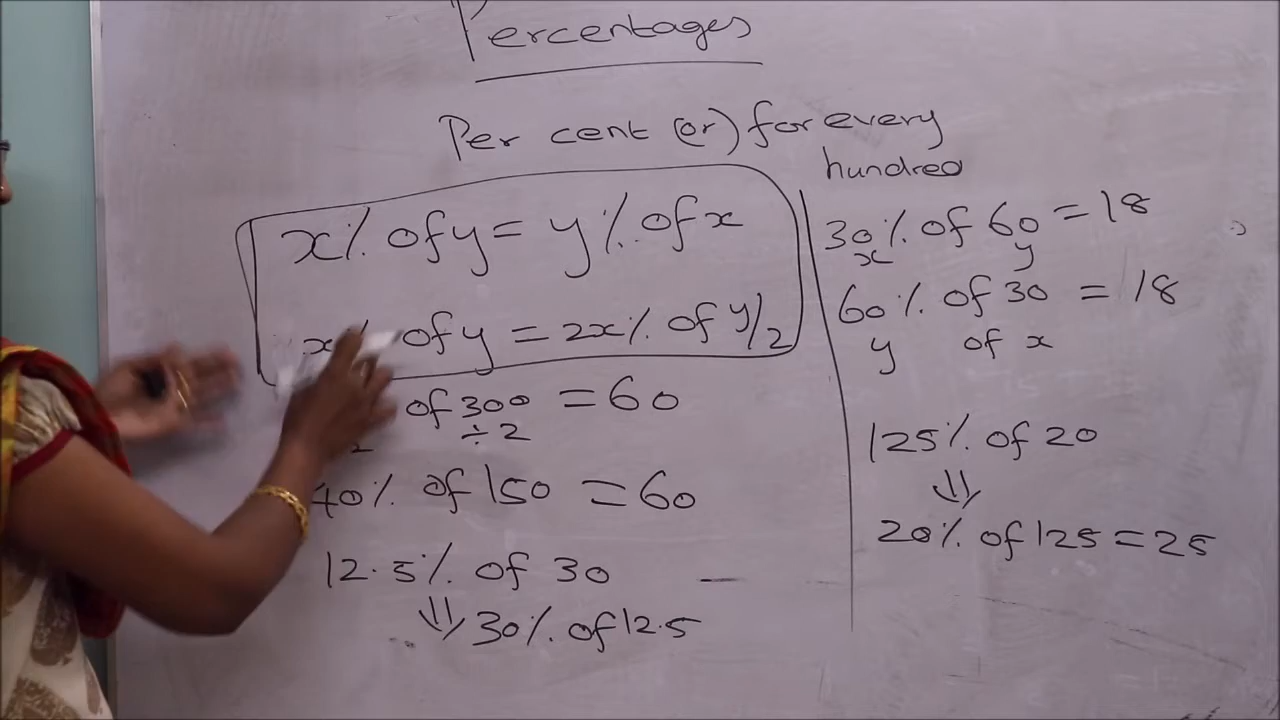 Percentages
Per cent (or) for every
hundred
x% of y = y% of x
x% of y = 2x% of y/2
of 300 = 60
÷2
40% of 150 = 60
12.5% of 30
⇓ 30% of 12.5
30% of 60 = 18
x y
60% of 30 = 18
y of x
125% of 20
⇓
20% of 125 = 25